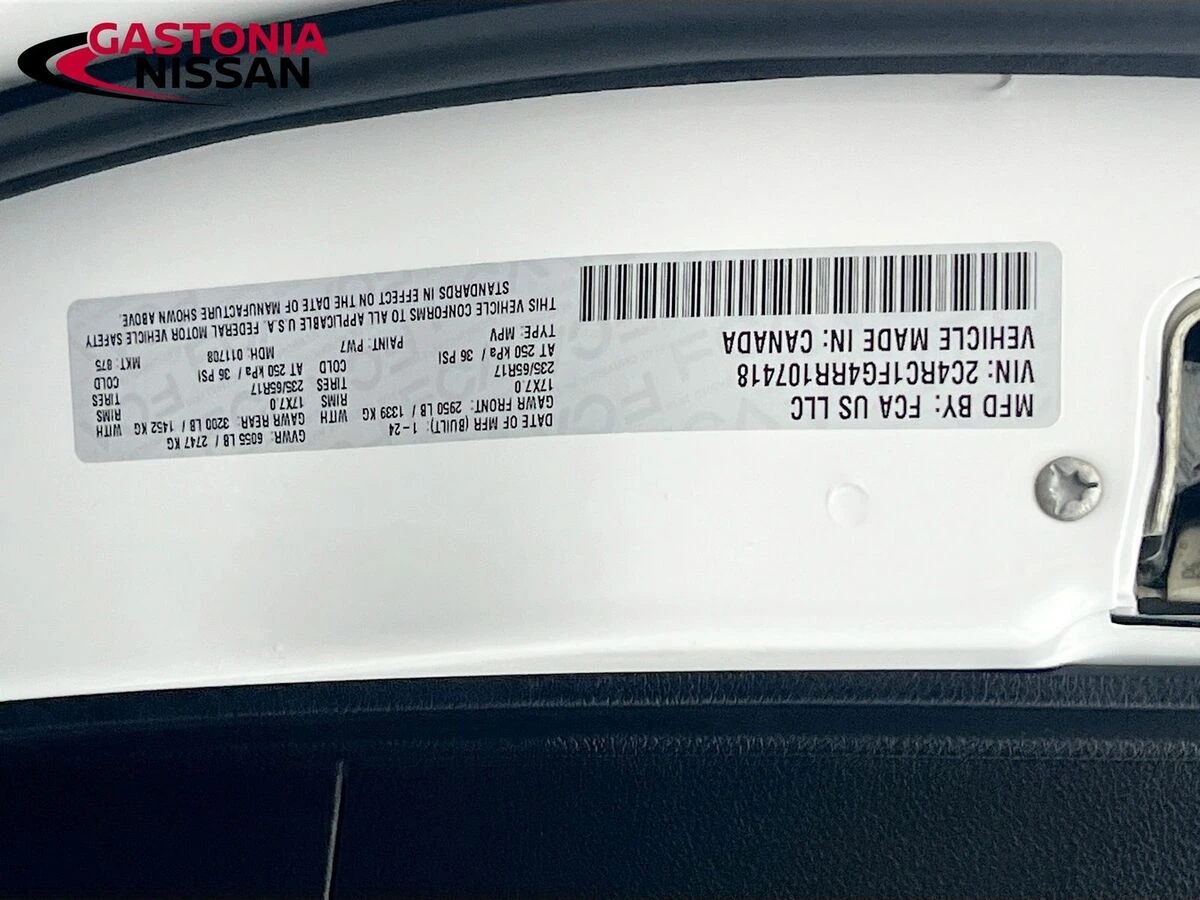 GASTONIA
NISSAN
MFD BY: FCA US LLC
VIN: 2C4RC1FG4RR107418
VEHICLE MADE IN: CANADA
DATE OF MFR (BUILT): 1-24 GVWR: 6055 LB / 2747 KG
GAWR FRONT: 2950 LB / 1339 KG WITH GAWR REAR: 3200 LB / 1452 KG WITH
17X7.0 RIMS 17X7.0 RIMS
235/65R17 TIRES 235/65R17 TIRES
AT 250 kPa / 36 PSI COLD AT 250 kPa / 36 PSI COLD
TYPE: MPV PAINT: PW7 MDH: 011708 MKT: 875
THIS VEHICLE CONFORMS TO ALL APPLICABLE U.S.A. FEDERAL MOTOR VEHICLE SAFETY
STANDARDS IN EFFECT ON THE DATE OF MANUFACTURE SHOWN ABOVE.